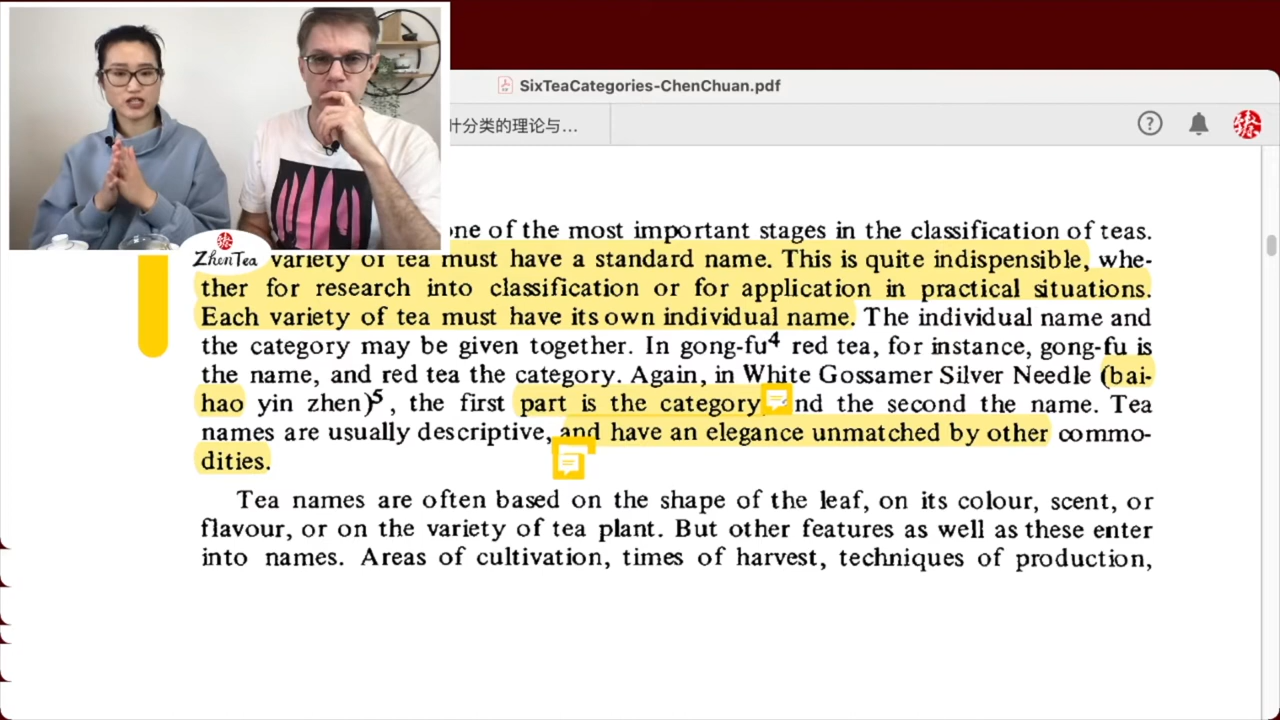 SixTeaCategories-ChenChuan.pdf
叶分类的理论与...
ZhenTea
ne of the most important stages in the classification of teas.
variety of tea must have a standard name. This is quite indispensible, whe-
ther for research into classification or for application in practical situations.
Each variety of tea must have its own individual name. The individual name and
the category may be given together. In gong-fu4 red tea, for instance, gong-fu is
the name, and red tea the category. Again, in White Gossamer Silver Needle (bai-
hao yin zhen)5, the first part is the category nd the second the name. Tea
names are usually descriptive, and have an elegance unmatched by other commo-
dities.
Tea names are often based on the shape of the leaf, on its colour, scent, or
flavour, or on the variety of tea plant. But other features as well as these enter
into names. Areas of cultivation, times of harvest, techniques of production,